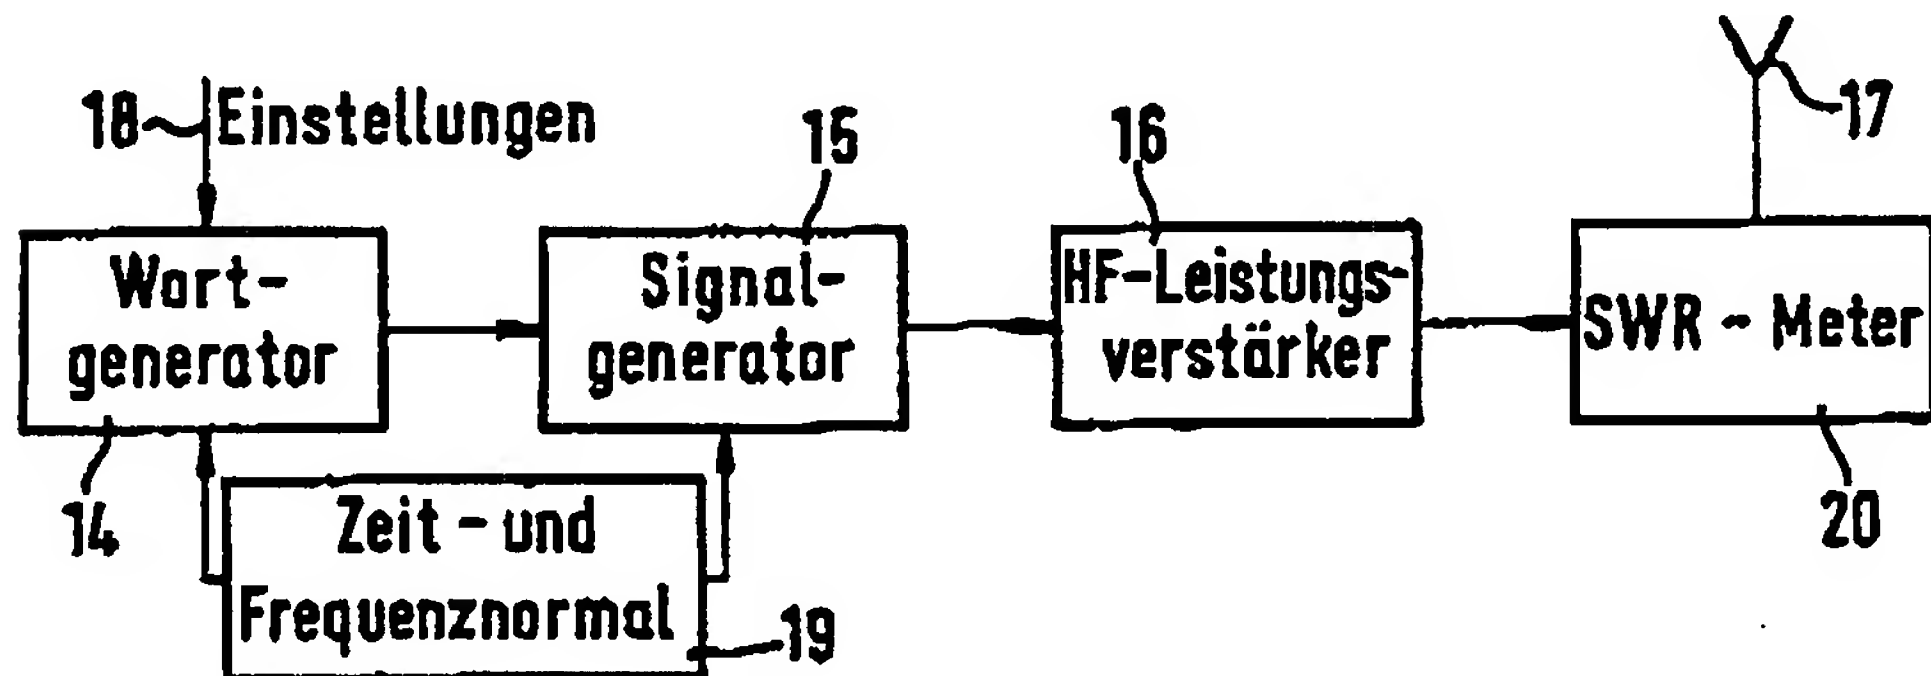 18 Einstellungen
15
16
17
Wort-
generator
Signal-
generator
HF-Leistungs-
verstärker
SWR - Meter
14
Zeit - und
Frequenznormal
19
20